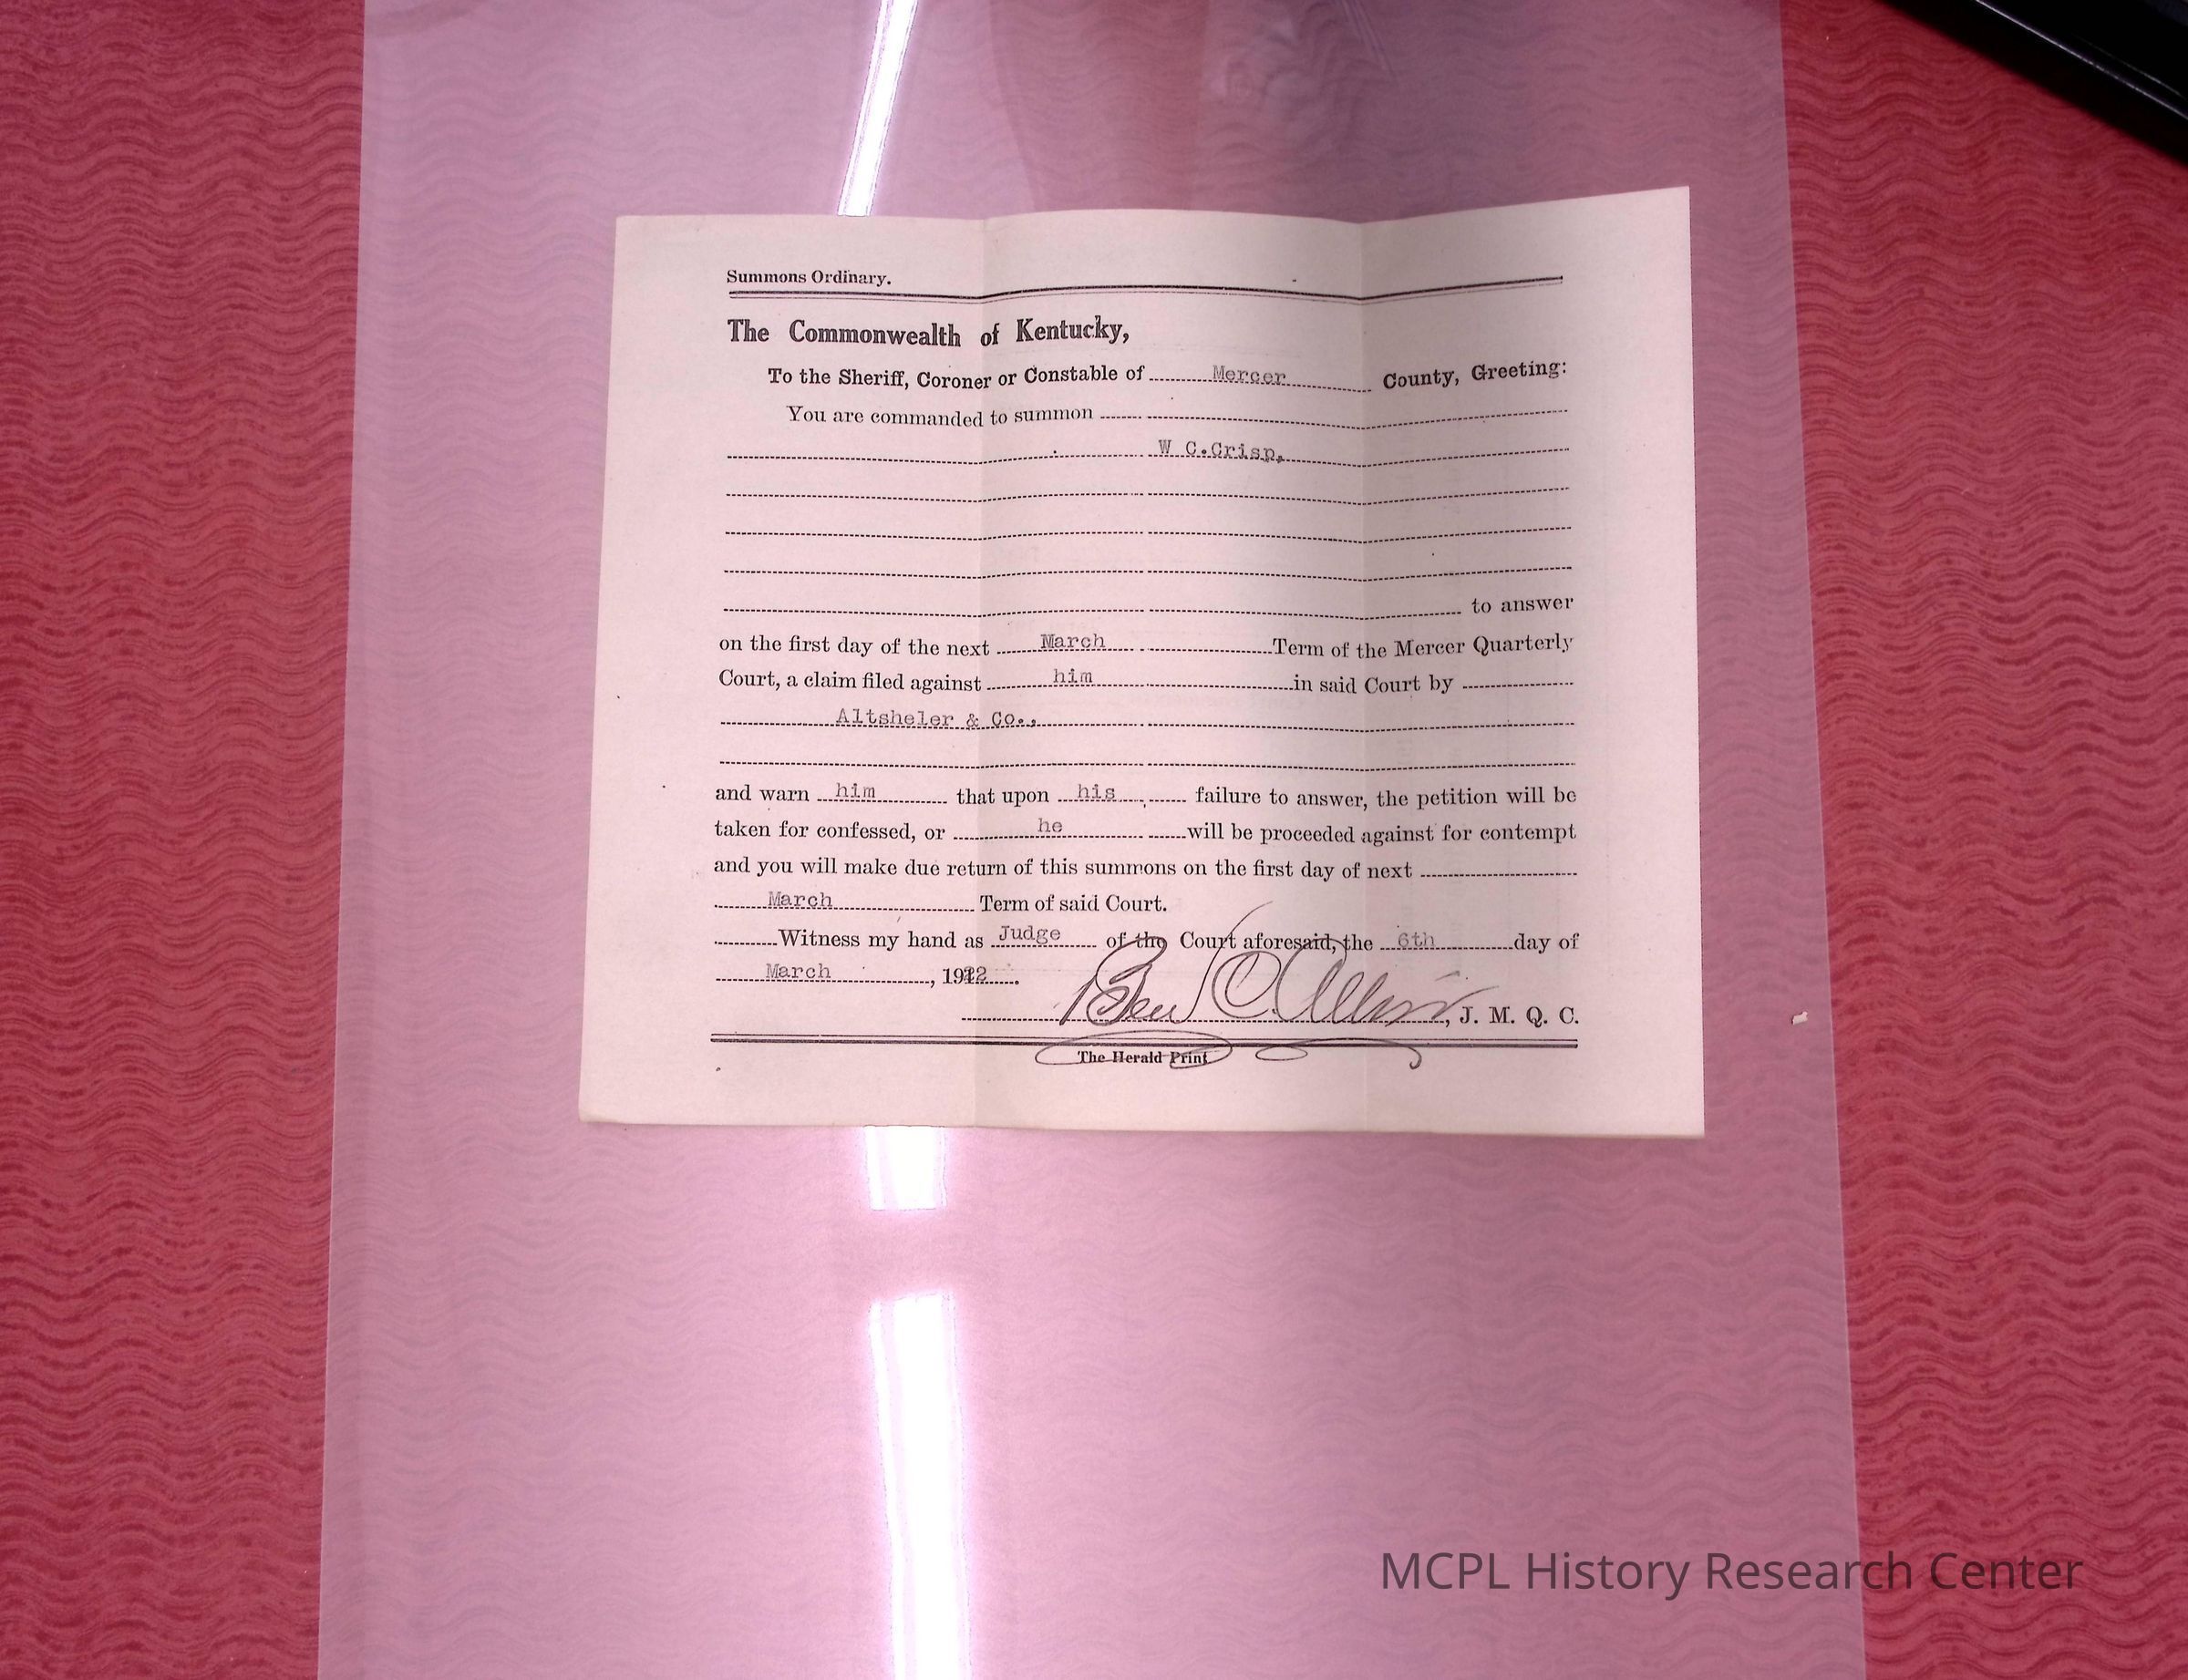 Summons Ordinary.
The Commonwealth of Kentucky,
To the Sheriff, Coroner or Constable of Mercer County, Greeting:
You are commanded to summon
W C.Crisp,
to answer
on the first day of the next March Term of the Mercer Quarterly
Court, a claim filed against him in said Court by
Altsheler & Co.,
and warn him that upon his failure to answer, the petition will be
taken for confessed, or he will be proceeded against for contempt
and you will make due return of this summons on the first day of next
March Term of said Court.
Witness my hand as Judge of the Court aforesaid, the 6th day of
March, 1922.
Ben C. Allin, J. M. Q. C.
The Herald Print
MCPL History Research Center